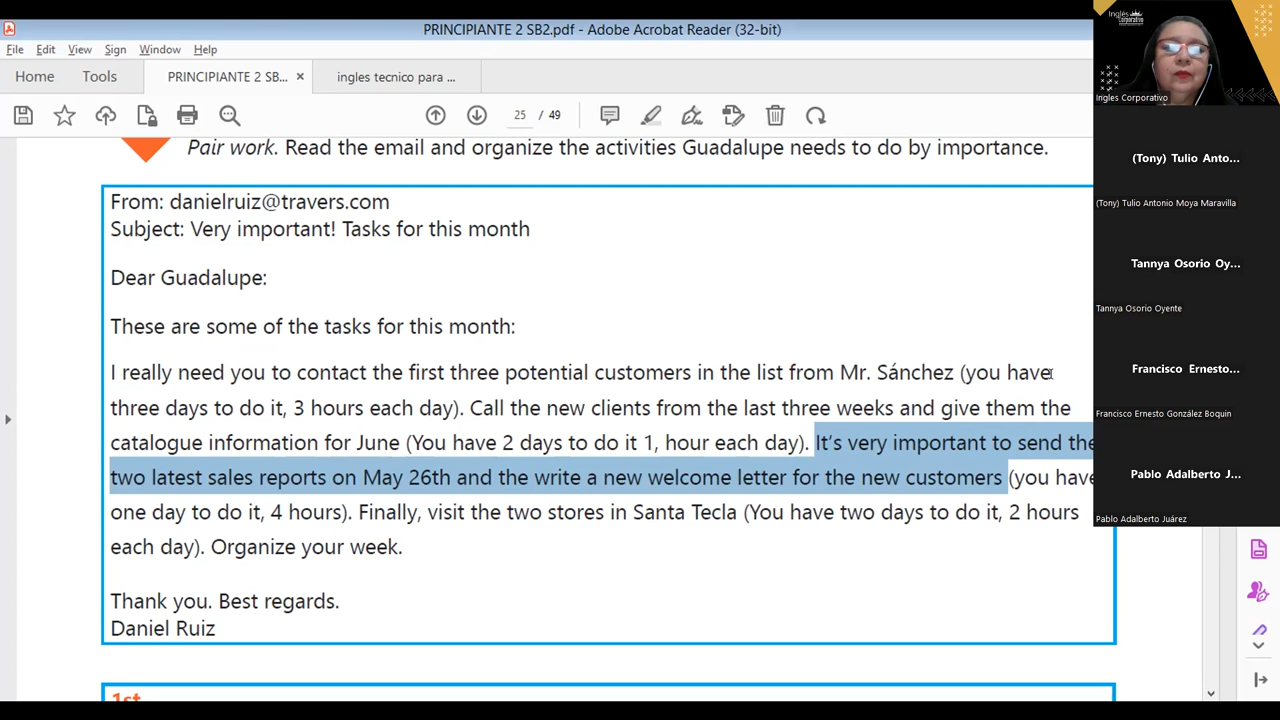 PRINCIPIANTE 2 SB2.pdf - Adobe Acrobat Reader (32-bit)
File Edit View Sign Window Help
Home Tools PRINCIPIANTE 2 SB... × ingles tecnico para ...
25 / 49
Pair work. Read the email and organize the activities Guadalupe needs to do by importance.
From: danielruiz@travers.com
Subject: Very important! Tasks for this month
Dear Guadalupe:
These are some of the tasks for this month:
I really need you to contact the first three potential customers in the list from Mr. Sánchez (you have
three days to do it, 3 hours each day). Call the new clients from the last three weeks and give them the
catalogue information for June (You have 2 days to do it 1, hour each day). It's very important to send the
two latest sales reports on May 26th and the write a new welcome letter for the new customers (you have
one day to do it, 4 hours). Finally, visit the two stores in Santa Tecla (You have two days to do it, 2 hours
each day). Organize your week.
Thank you. Best regards.
Daniel Ruiz
1st
Inglés
Corporativo
Ingles Corporativo
(Tony) Tulio Anto...
(Tony) Tulio Antonio Moya Maravilla
Tannya Osorio Oy...
Tannya Osorio Oyente
Francisco Ernesto...
Francisco Ernesto González Boquin
Pablo Adalberto J...
Pablo Adalberto Juárez